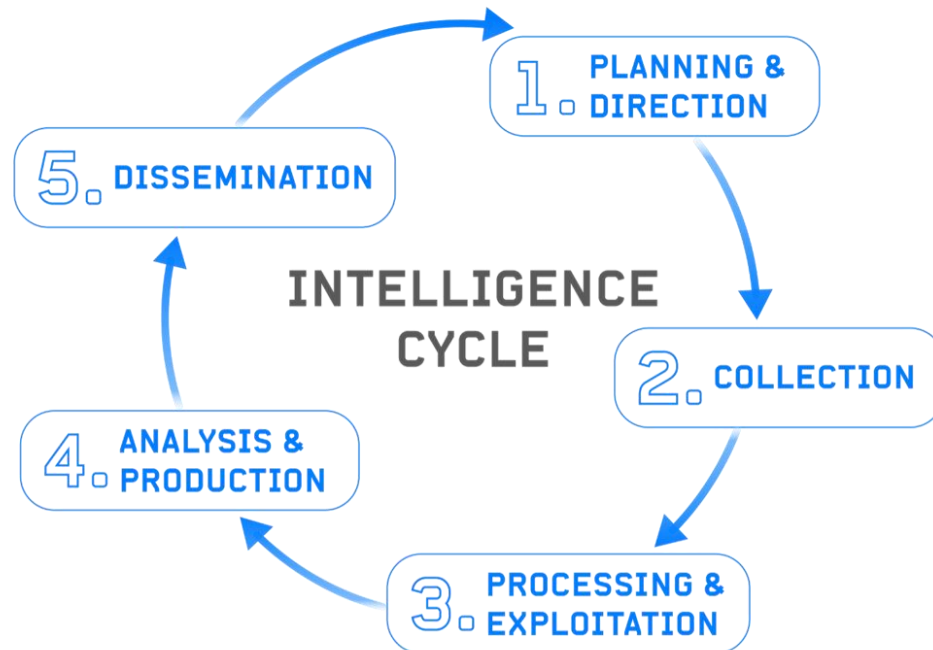 1. PLANNING &
DIRECTION
2. COLLECTION
3. PROCESSING &
EXPLOITATION
4. ANALYSIS &
PRODUCTION
5. DISSEMINATION
INTELLIGENCE
CYCLE